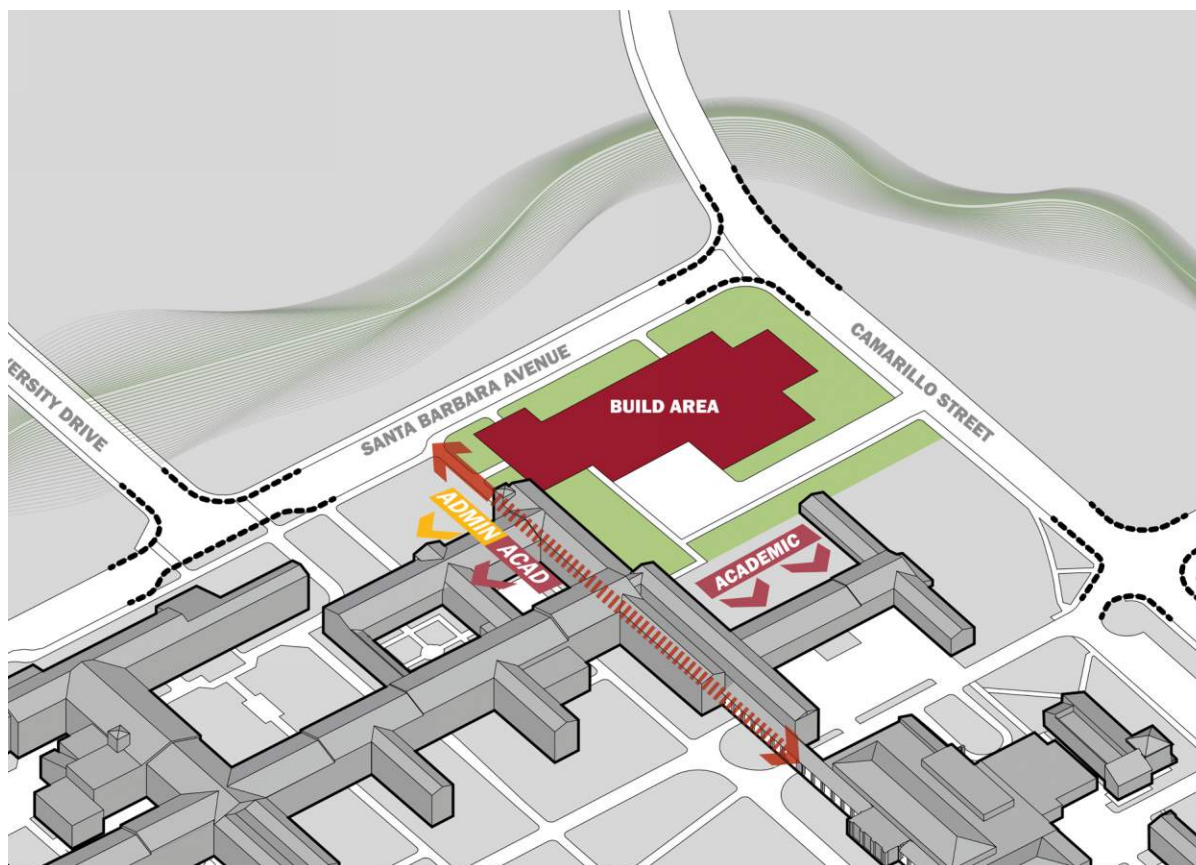 ERSITY DRIVE
SANTA BARBARA AVENUE
CAMARILLO STREET
BUILD AREA
ADMIN
ACAD
ACADEMIC